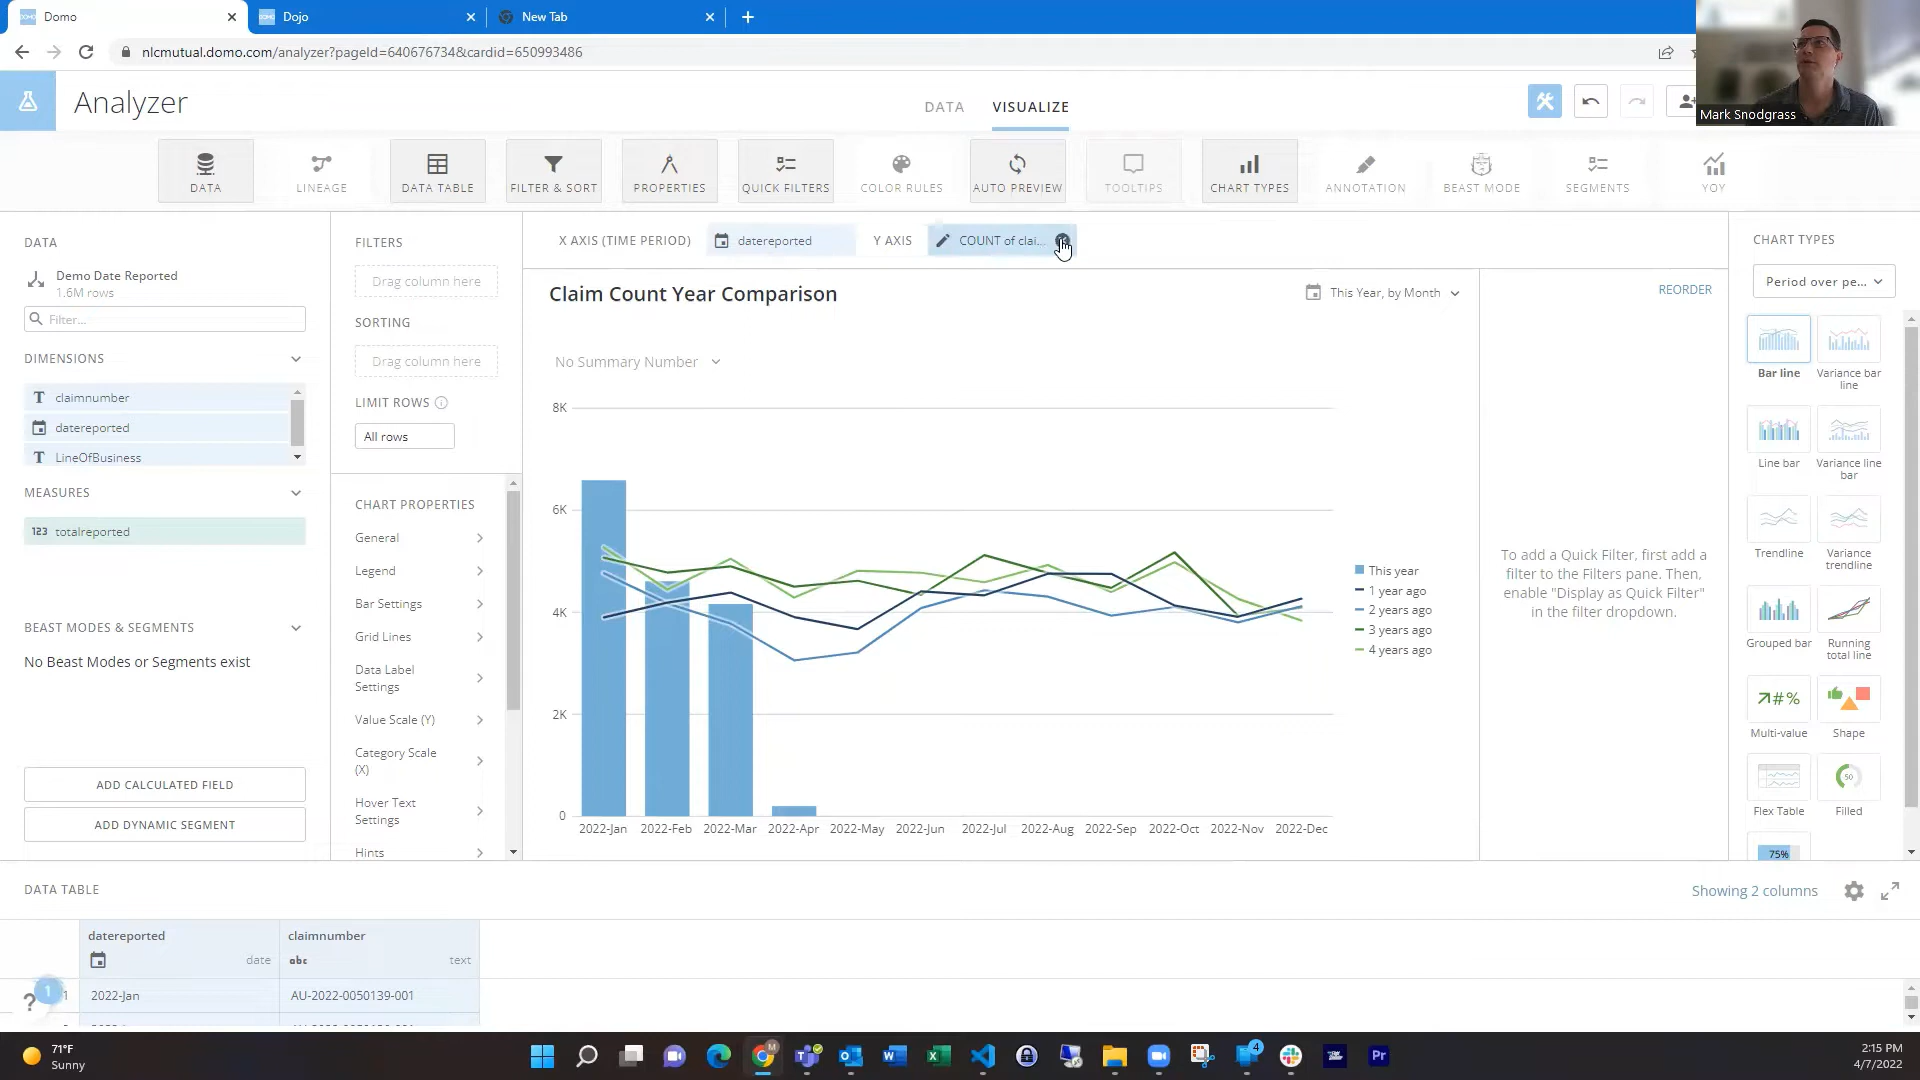 Domo
Dojo
New Tab
nlcmutual.domo.com/analyzer?pageId=640676734&cardid=650993486
Mark Snodgrass
Analyzer
DATA
VISUALIZE
DATA
LINEAGE
DATA TABLE
FILTER & SORT
PROPERTIES
QUICK FILTERS
COLOR RULES
AUTO PREVIEW
TOOLTIPS
CHART TYPES
ANNOTATION
BEAST MODE
SEGMENTS
YOY
DATA
Demo Date Reported
1.6M rows
Filter...
DIMENSIONS
T claimnumber
datereported
T LineOfBusiness
MEASURES
123 totalreported
BEAST MODES & SEGMENTS
No Beast Modes or Segments exist
ADD CALCULATED FIELD
ADD DYNAMIC SEGMENT
FILTERS
Drag column here
SORTING
Drag column here
LIMIT ROWS
All rows
CHART PROPERTIES
General
Legend
Bar Settings
Grid Lines
Data Label
Settings
Value Scale (Y)
Category Scale
(X)
Hover Text
Settings
Hints
X AXIS (TIME PERIOD)
datereported
Y AXIS
COUNT of clai...
Claim Count Year Comparison
This Year, by Month
No Summary Number
8K
6K
4K
2K
0
2022-Jan
2022-Feb
2022-Mar
2022-Apr
2022-May
2022-Jun
2022-Jul
2022-Aug
2022-Sep
2022-Oct
2022-Nov
2022-Dec
This year
1 year ago
2 years ago
3 years ago
4 years ago
REORDER
To add a Quick Filter, first add a
filter to the Filters pane. Then,
enable "Display as Quick Filter"
in the filter dropdown.
CHART TYPES
Period over pe...
Bar line
Variance bar
line
Line bar
Variance line
bar
Trendline
Variance
trendline
Grouped bar
Running
total line
#%
Multi-value
Shape
Flex Table
50
Filled
75%
DATA TABLE
Showing 2 columns
datereported
date
claimnumber
abc
text
1
2022-Jan
AU-2022-0050139-001
?
1
71°F
Sunny
M
4
Pr
2:15 PM
4/7/2022